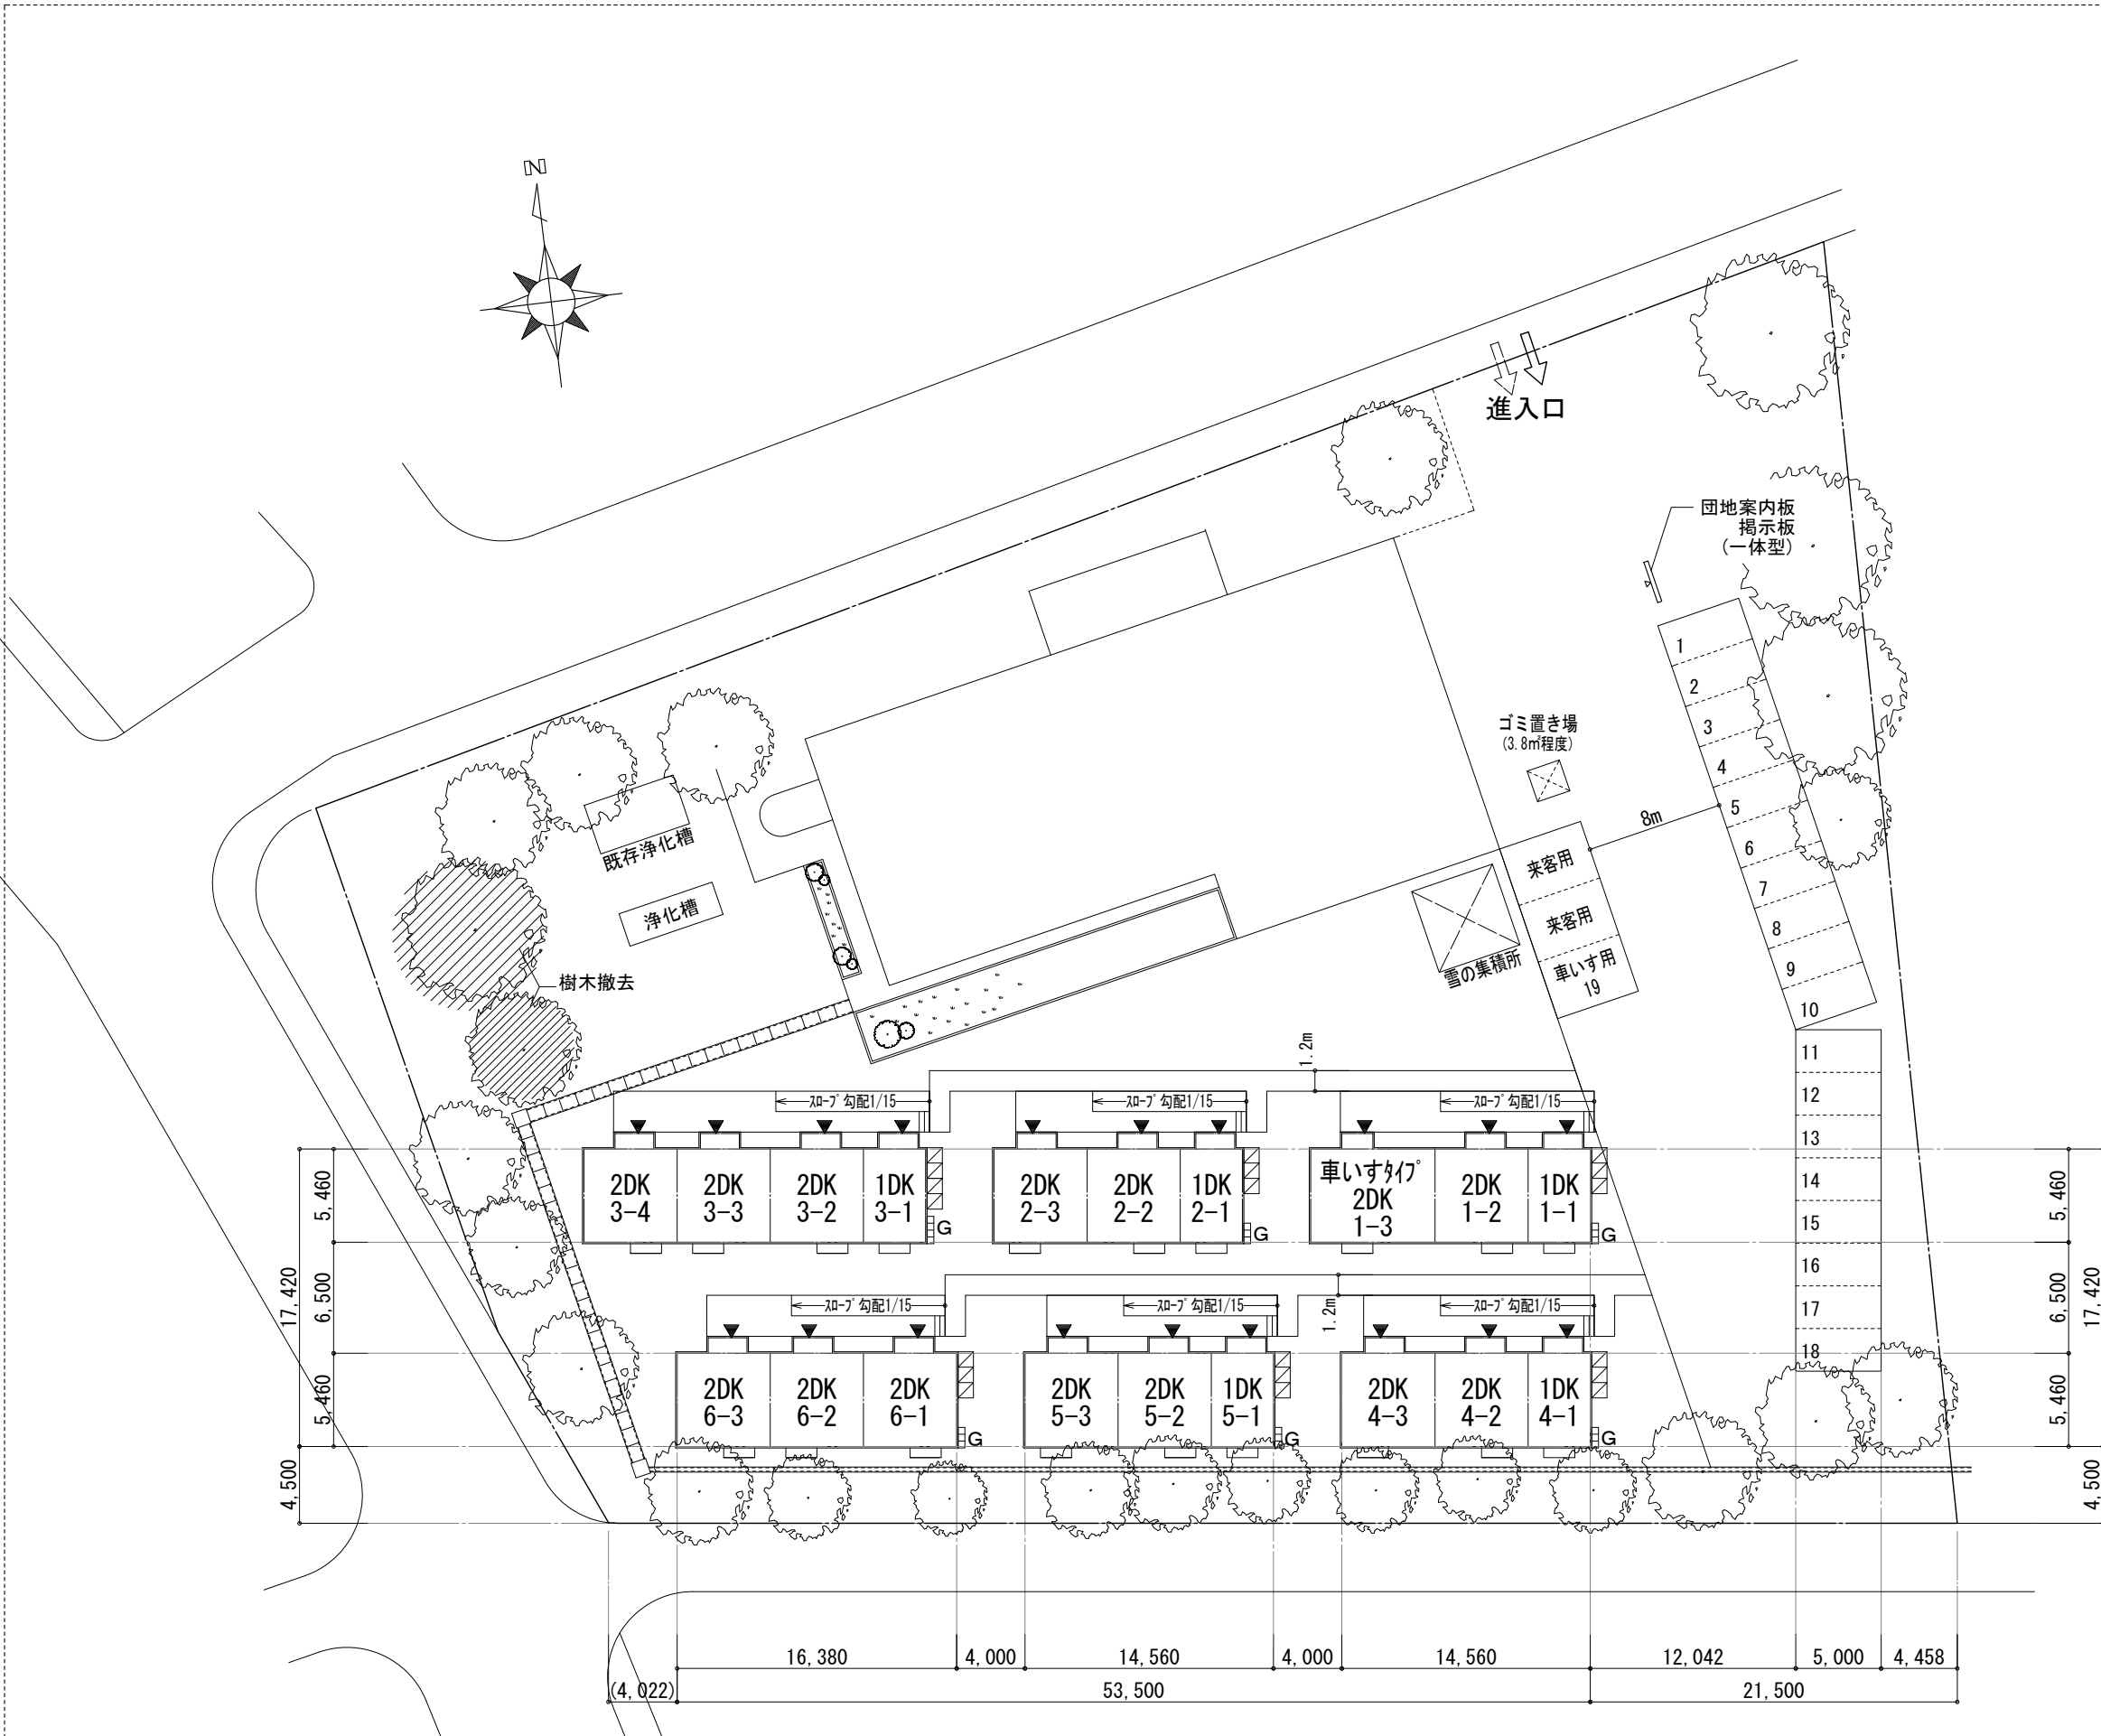 N
進入口
団地案内板
掲示板
(一体型)
1
2
3
4
5
6
7
8
9
10
11
12
13
14
15
16
17
18
ゴミ置き場
(3.8㎡程度)
8m
来客用
来客用
車いす用
19
雪の集積所
既存浄化槽
浄化槽
樹木撤去
1.2m
ｽﾛｰﾌﾟ勾配1/15
ｽﾛｰﾌﾟ勾配1/15
ｽﾛｰﾌﾟ勾配1/15
2DK
3-4
2DK
3-3
2DK
3-2
1DK
3-1
G
2DK
2-3
2DK
2-2
1DK
2-1
G
車いすﾀｲﾌﾟ
2DK
1-3
2DK
1-2
1DK
1-1
G
1.2m
ｽﾛｰﾌﾟ勾配1/15
ｽﾛｰﾌﾟ勾配1/15
ｽﾛｰﾌﾟ勾配1/15
2DK
6-3
2DK
6-2
2DK
6-1
G
2DK
5-3
2DK
5-2
1DK
5-1
G
2DK
4-3
2DK
4-2
1DK
4-1
G
5,460
6,500
5,460
17,420
4,500
5,460
6,500
5,460
17,420
4,500
16,380
4,000
14,560
4,000
14,560
12,042
5,000
4,458
(4,022)
53,500
21,500